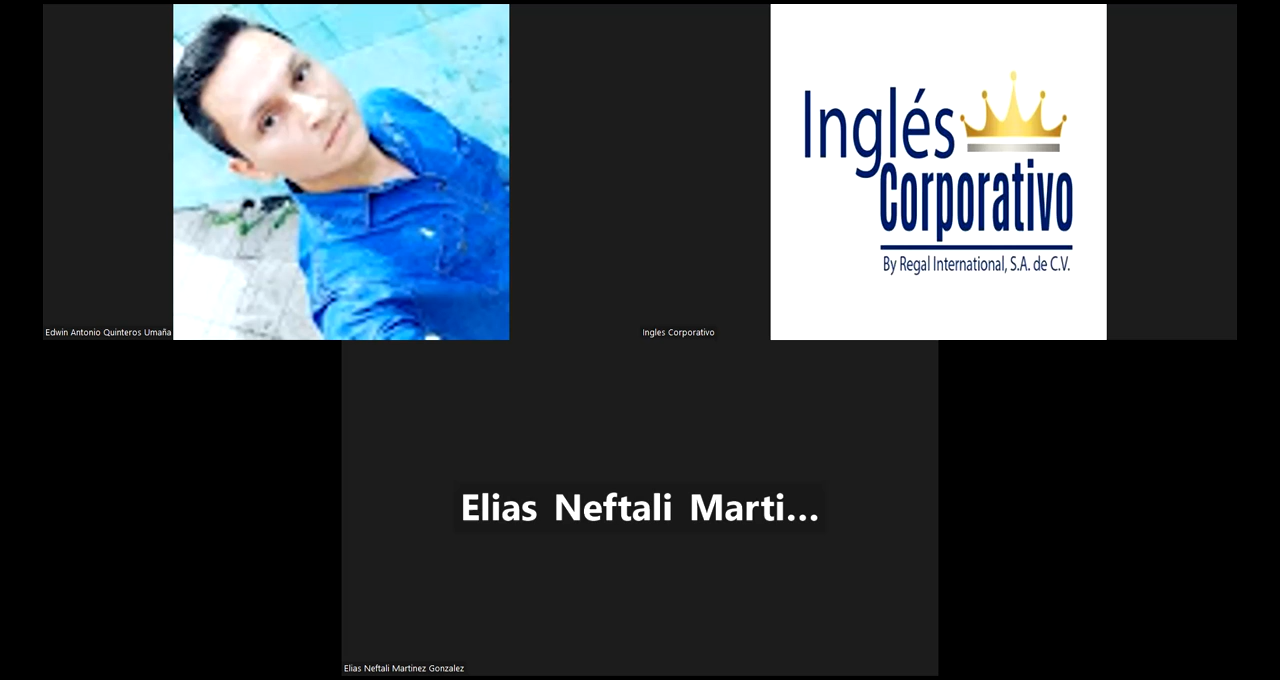 Inglés
Corporativo
By Regal International, S.A. de C.V.
Edwin Antonio Quinteros Umaña
Ingles Corporativo
Elias Neftali Marti...
Elias Neftali Martinez Gonzalez